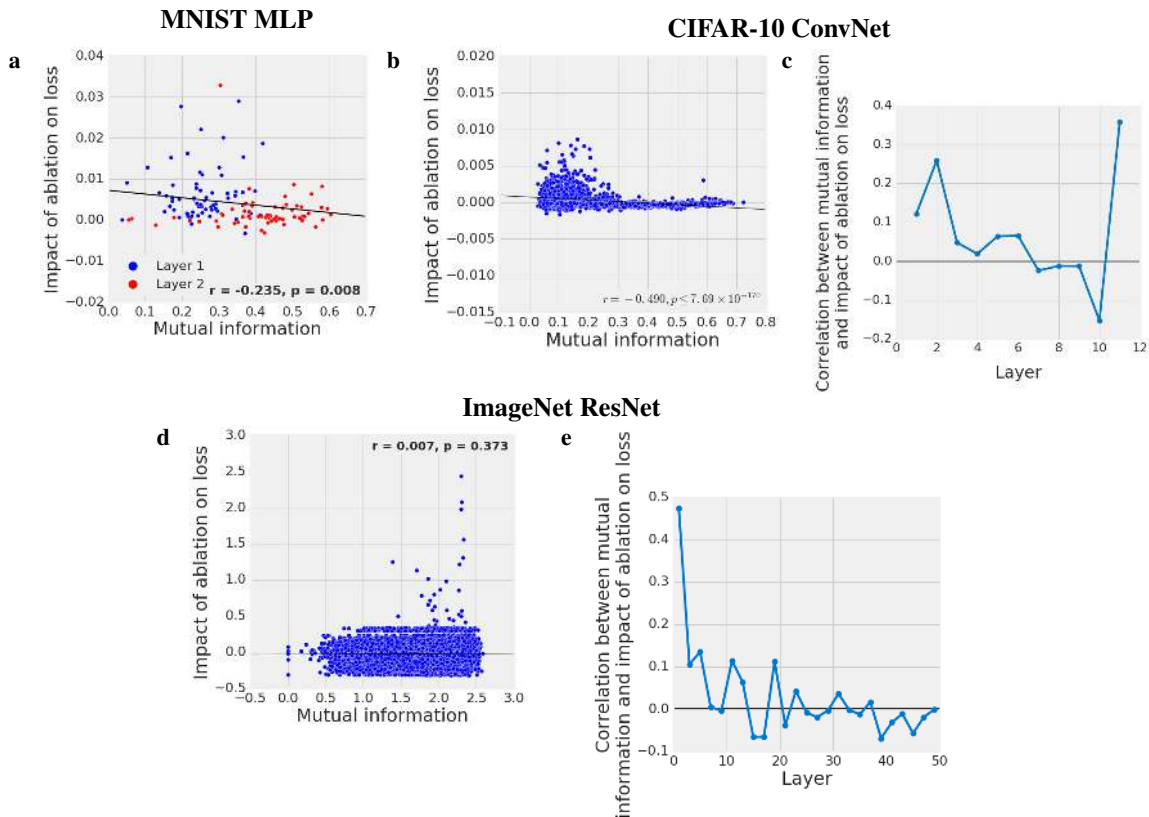 MNIST MLP
CIFAR-10 ConvNet
a
Impact of ablation on loss
0.04
0.03
0.02
0.01
0.00
−0.01
−0.02
Layer 1
Layer 2
r = -0.235, p = 0.008
0.0 0.1 0.2 0.3 0.4 0.5 0.6 0.7
Mutual information
b
Impact of ablation on loss
0.020
0.015
0.010
0.005
0.000
−0.005
−0.010
−0.015
−0.1 0.0 0.1 0.2 0.3 0.4 0.5 0.6 0.7 0.8
Mutual information
c
Correlation between mutual information
and impact of ablation on loss
0.4
0.3
0.2
0.1
0.0
−0.1
−0.2
0 2 4 6 8 10 12
Layer
ImageNet ResNet
d
Impact of ablation on loss
3.0
2.5
2.0
1.5
1.0
0.5
0.0
−0.5
r = 0.007, p = 0.373
−0.5 0.0 0.5 1.0 1.5 2.0 2.5 3.0
Mutual information
e
Correlation between mutual
information and impact of ablation on loss
0.5
0.4
0.3
0.2
0.1
0.0
−0.1
0 10 20 30 40 50
Layer